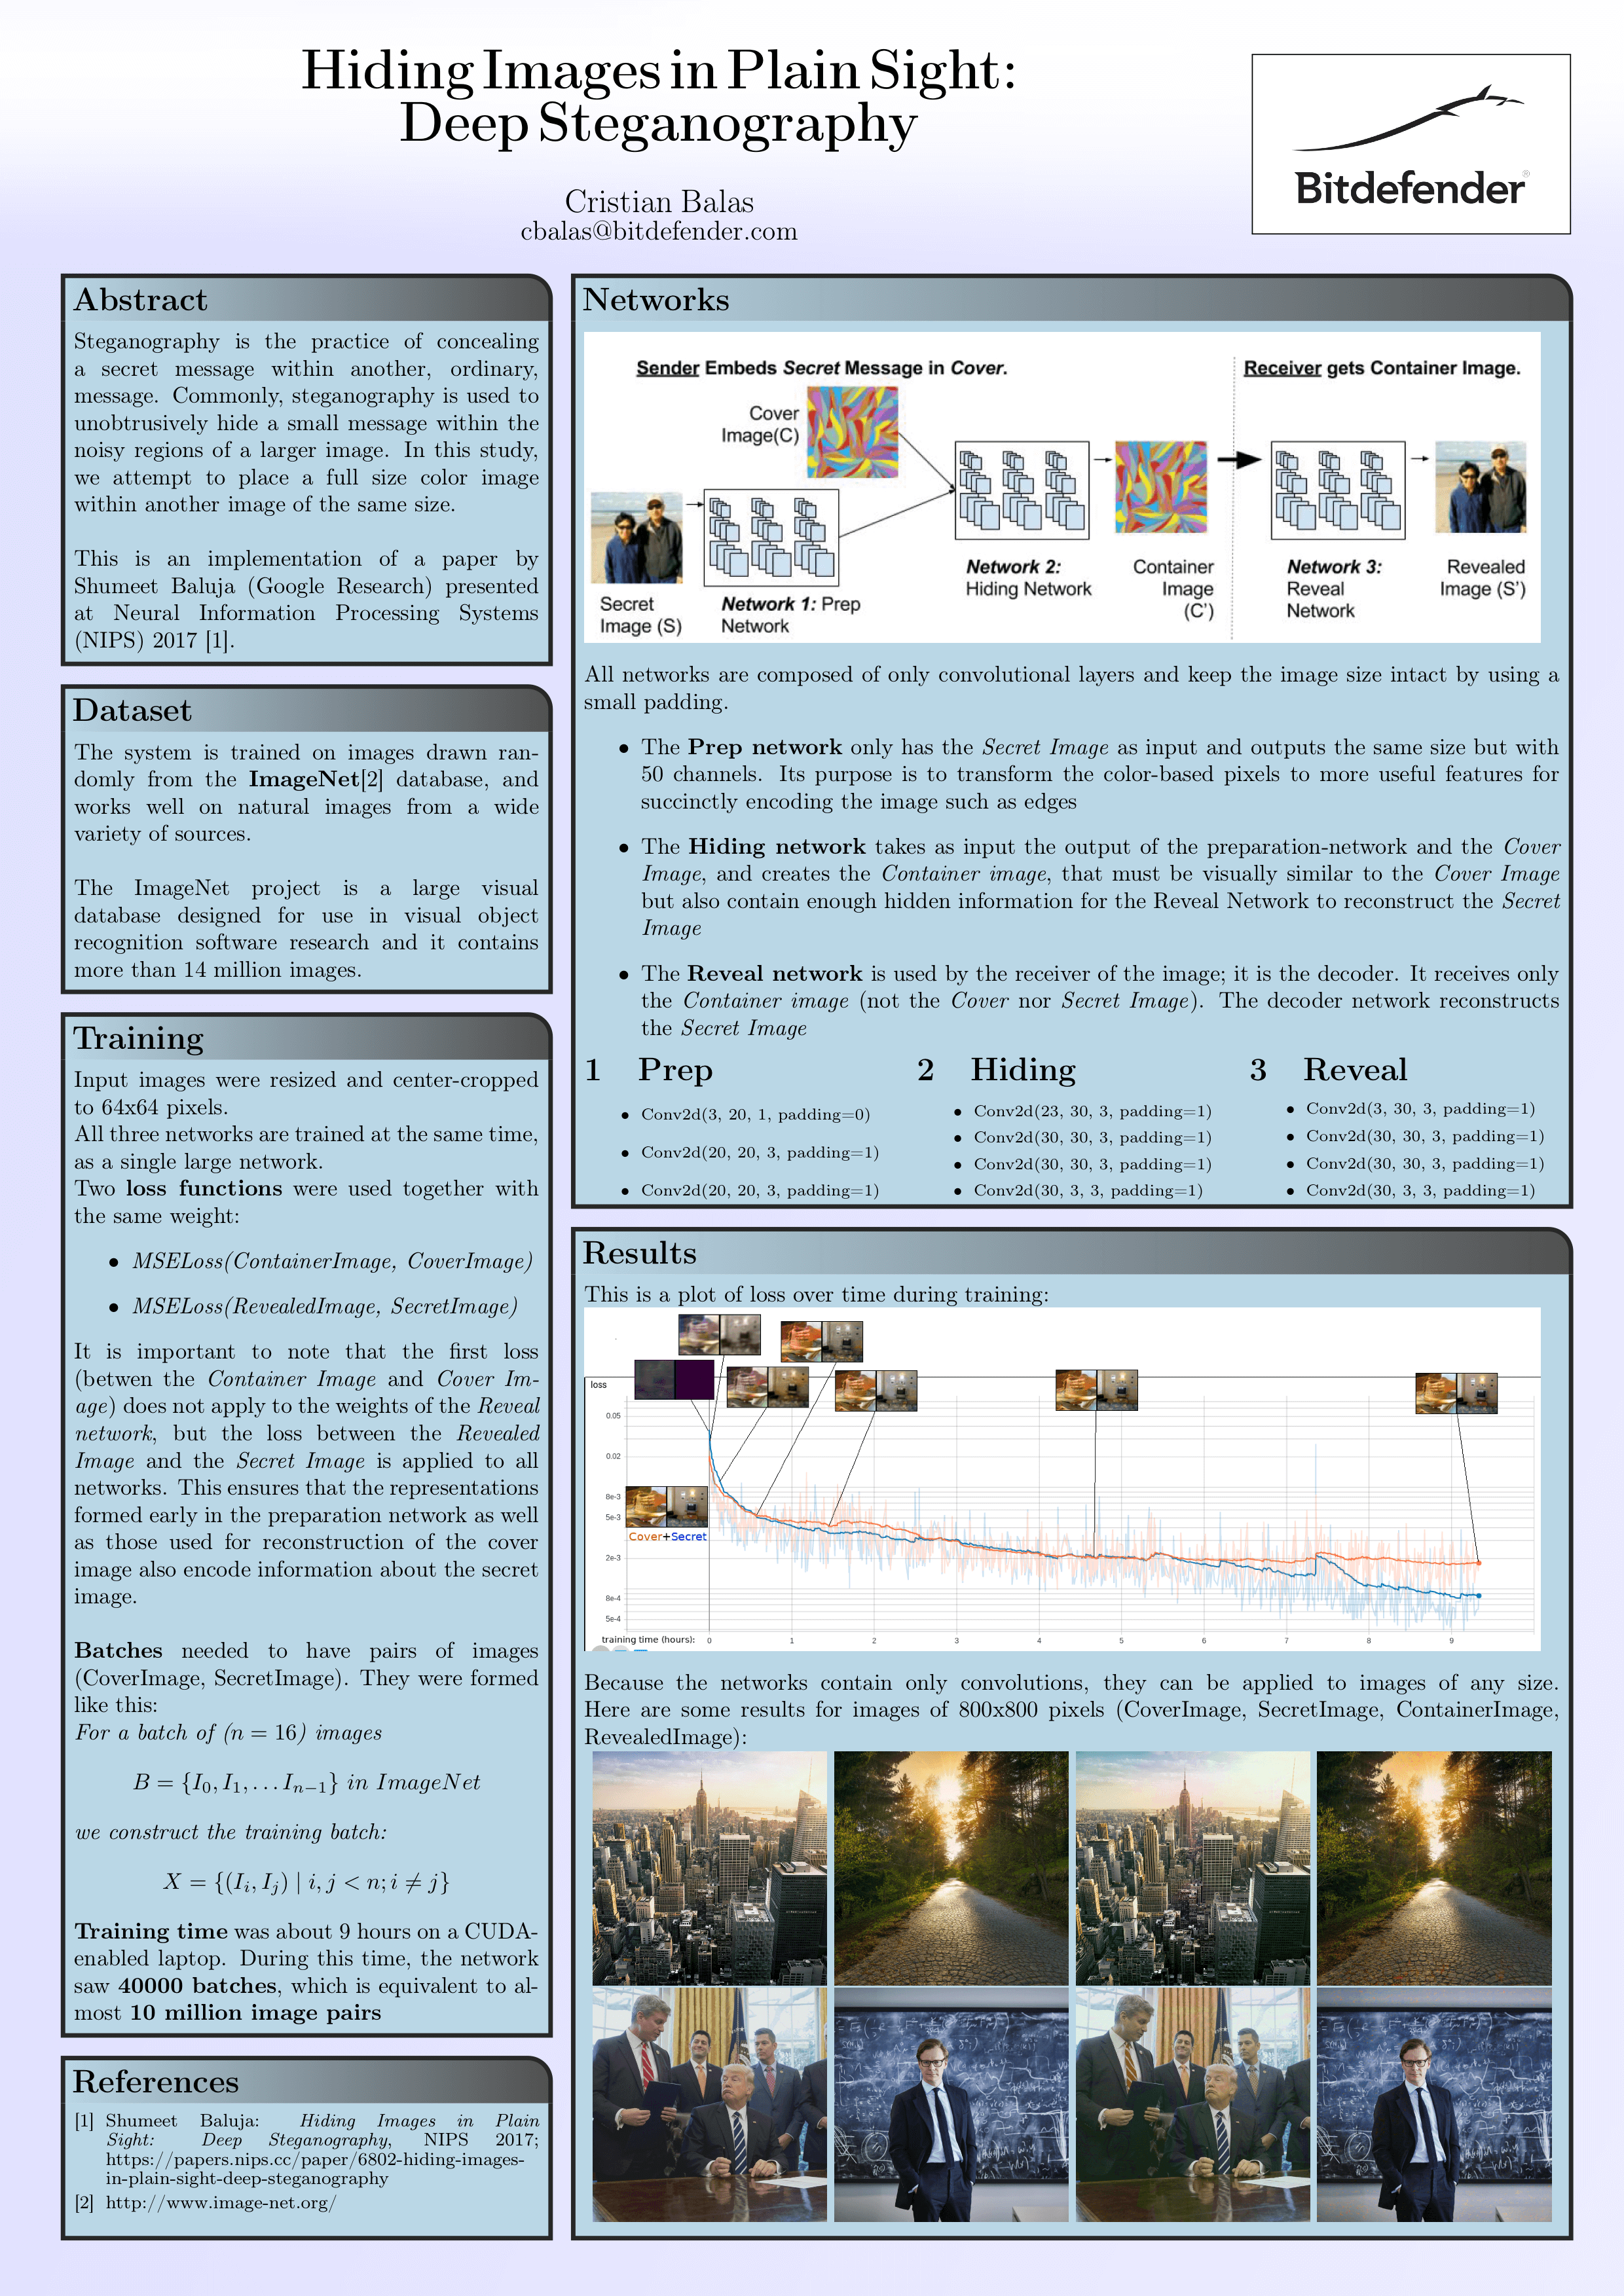 Hiding Images in Plain Sight:
Deep Steganography
Cristian Balas
cbalas@bitdefender.com
Bitdefender®
Abstract
Steganography is the practice of concealing
a secret message within another, ordinary,
message. Commonly, steganography is used to
unobtrusively hide a small message within the
noisy regions of a larger image. In this study,
we attempt to place a full size color image
within another image of the same size.
This is an implementation of a paper by
Shumeet Baluja (Google Research) presented
at Neural Information Processing Systems
(NIPS) 2017 [1].
Dataset
The system is trained on images drawn ran-
domly from the ImageNet[2] database, and
works well on natural images from a wide
variety of sources.
The ImageNet project is a large visual
database designed for use in visual object
recognition software research and it contains
more than 14 million images.
Training
Input images were resized and center-cropped
to 64x64 pixels.
All three networks are trained at the same time,
as a single large network.
Two loss functions were used together with
the same weight:
• MSELoss(ContainerImage, CoverImage)
• MSELoss(RevealedImage, SecretImage)
It is important to note that the first loss
(betwen the Container Image and Cover Im-
age) does not apply to the weights of the Reveal
network, but the loss between the Revealed
Image and the Secret Image is applied to all
networks. This ensures that the representations
formed early in the preparation network as well
as those used for reconstruction of the cover
image also encode information about the secret
image.
Batches needed to have pairs of images
(CoverImage, SecretImage). They were formed
like this:
For a batch of (n = 16) images
B = {I₀, I₁, . . . Iₙ₋₁} in ImageNet
we construct the training batch:
X = {(Iᵢ, Iⱼ) | i, j < n; i ≠ j}
Training time was about 9 hours on a CUDA-
enabled laptop. During this time, the network
saw 40000 batches, which is equivalent to al-
most 10 million image pairs
References
[1] Shumeet Baluja: Hiding Images in Plain
Sight: Deep Steganography, NIPS 2017;
https://papers.nips.cc/paper/6802-hiding-images-
in-plain-sight-deep-steganography
[2] http://www.image-net.org/
Networks
Sender Embeds Secret Message in Cover.
Receiver gets Container Image.
Cover
Image(C)
Secret
Image (S)
Network 1: Prep
Network
Network 2:
Hiding Network
Container
Image
(C')
Network 3:
Reveal
Network
Revealed
Image (S')
All networks are composed of only convolutional layers and keep the image size intact by using a
small padding.
• The Prep network only has the Secret Image as input and outputs the same size but with
50 channels. Its purpose is to transform the color-based pixels to more useful features for
succinctly encoding the image such as edges
• The Hiding network takes as input the output of the preparation-network and the Cover
Image, and creates the Container image, that must be visually similar to the Cover Image
but also contain enough hidden information for the Reveal Network to reconstruct the Secret
Image
• The Reveal network is used by the receiver of the image; it is the decoder. It receives only
the Container image (not the Cover nor Secret Image). The decoder network reconstructs
the Secret Image
1 Prep
• Conv2d(3, 20, 1, padding=0)
• Conv2d(20, 20, 3, padding=1)
• Conv2d(20, 20, 3, padding=1)
2 Hiding
• Conv2d(23, 30, 3, padding=1)
• Conv2d(30, 30, 3, padding=1)
• Conv2d(30, 30, 3, padding=1)
• Conv2d(30, 3, 3, padding=1)
3 Reveal
• Conv2d(3, 30, 3, padding=1)
• Conv2d(30, 30, 3, padding=1)
• Conv2d(30, 30, 3, padding=1)
• Conv2d(30, 3, 3, padding=1)
Results
This is a plot of loss over time during training:
loss
0.05
0.02
8e-3
5e-3
Cover+Secret
2e-3
8e-4
5e-4
training time (hours): 0 1 2 3 4 5 6 7 8 9
Because the networks contain only convolutions, they can be applied to images of any size.
Here are some results for images of 800x800 pixels (CoverImage, SecretImage, ContainerImage,
RevealedImage):